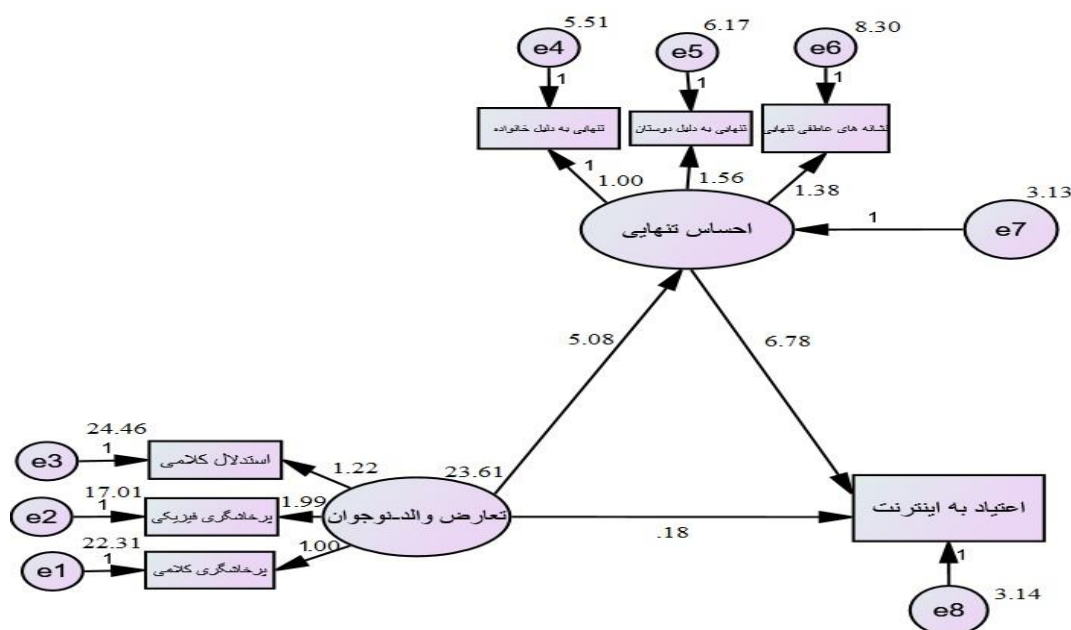 5.51
6.17
8.30
e4
e5
e6
1
1
1
تنهایی به دلیل خانواده
تنهایی به دلیل دوستان
نشانه های عاطفی تنهایی
1
1.00
1.56
1.38
3.13
احساس تنهایی
1
e7
5.08
6.78
24.46
e3
1
استدلال کلامی
1.22
23.61
17.01
e2
1
پرخاشگری فیزیکی
1.99
تعارض والد-نوجوان
اعتیاد به اینترنت
.18
22.31
e1
1
پرخاشگری کلامی
1.00
1
e8
3.14